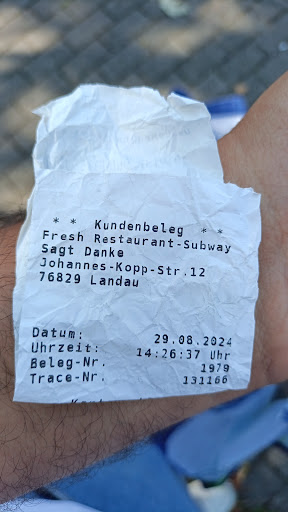 * * Kundenbeleg * *
Fresh Restaurant-Subway
Sagt Danke
Johannes-Kopp-Str.12
76829 Landau
Datum: 29.08.2024
Uhrzeit: 14:26:37 Uhr
Beleg-Nr. 1979
Trace-Nr. 131166